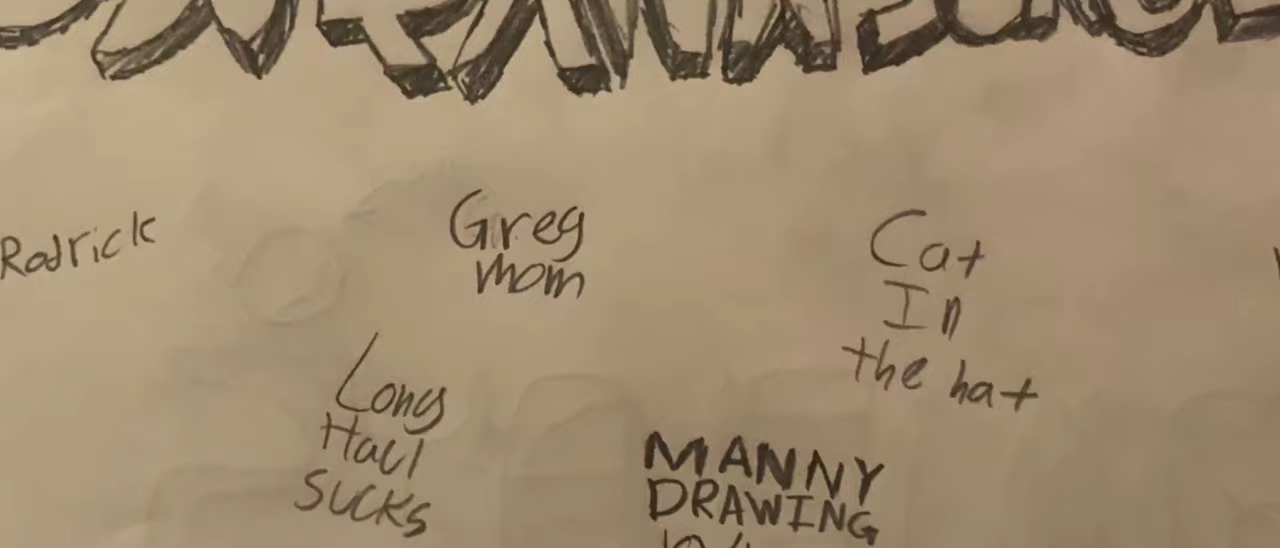 Rodrick
Greg
mom
Cat
In
the hat
Long
Haul
SUCKS
MANNY
DRAWING